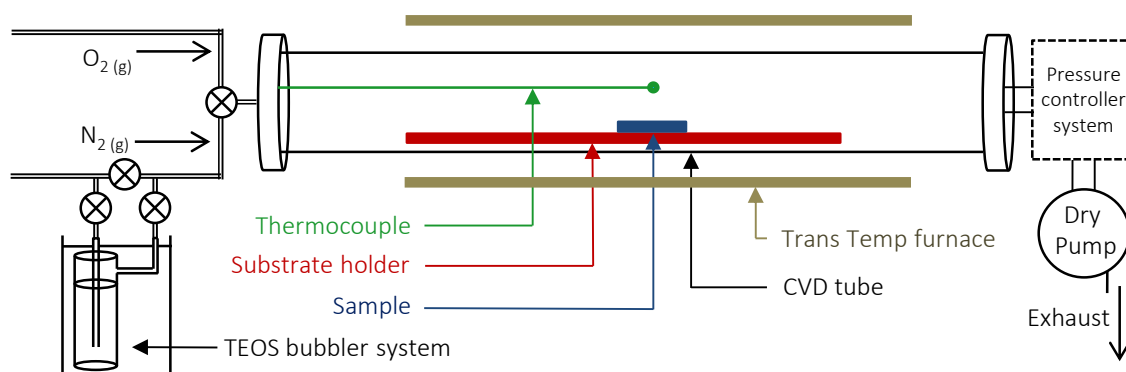 O2 (g)
N2 (g)
Pressure
controller
system
Thermocouple
Substrate holder
Sample
TEOS bubbler system
Trans Temp furnace
CVD tube
Dry
Pump
Exhaust